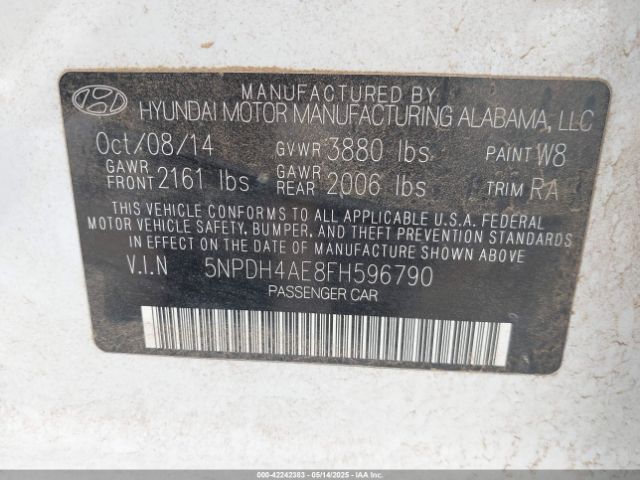 MANUFACTURED BY
HYUNDAI MOTOR MANUFACTURING ALABAMA, LLC
Oct/08/14 GVWR 3880 lbs PAINT W8
GAWR FRONT 2161 lbs GAWR REAR 2006 lbs TRIM RA
THIS VEHICLE CONFORMS TO ALL APPLICABLE U.S.A. FEDERAL
MOTOR VEHICLE SAFETY, BUMPER, AND THEFT PREVENTION
STANDARDS IN EFFECT ON THE DATE OF MANUFACTURE SHOWN ABOVE.
V.I.N 5NPDH4AE8FH596790
PASSENGER CAR
000-42242383 - 05/14/2025 - IAA Inc.